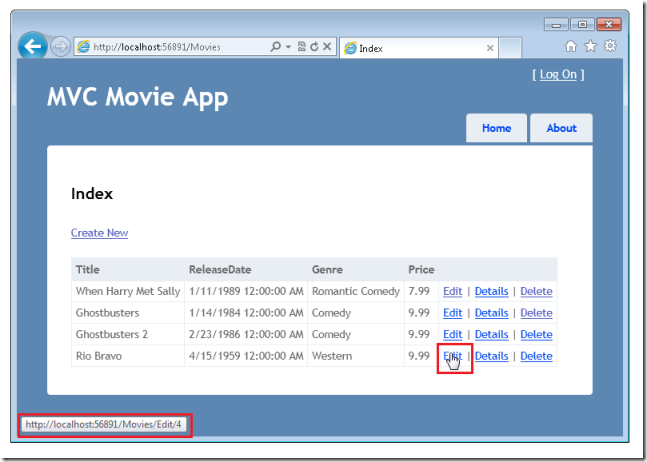 http://localhost:56891/Movies
Index
[ Log On ]
MVC Movie App
Home
About
Index
Create New
Title ReleaseDate Genre Price
When Harry Met Sally 1/11/1989 12:00:00 AM Romantic Comedy 7.99 Edit | Details | Delete
Ghostbusters 1/14/1984 12:00:00 AM Comedy 9.99 Edit | Details | Delete
Ghostbusters 2 2/23/1986 12:00:00 AM Comedy 9.99 Edit | Details | Delete
Rio Bravo 4/15/1959 12:00:00 AM Western 9.99 Edit | Details | Delete
http://localhost:56891/Movies/Edit/4